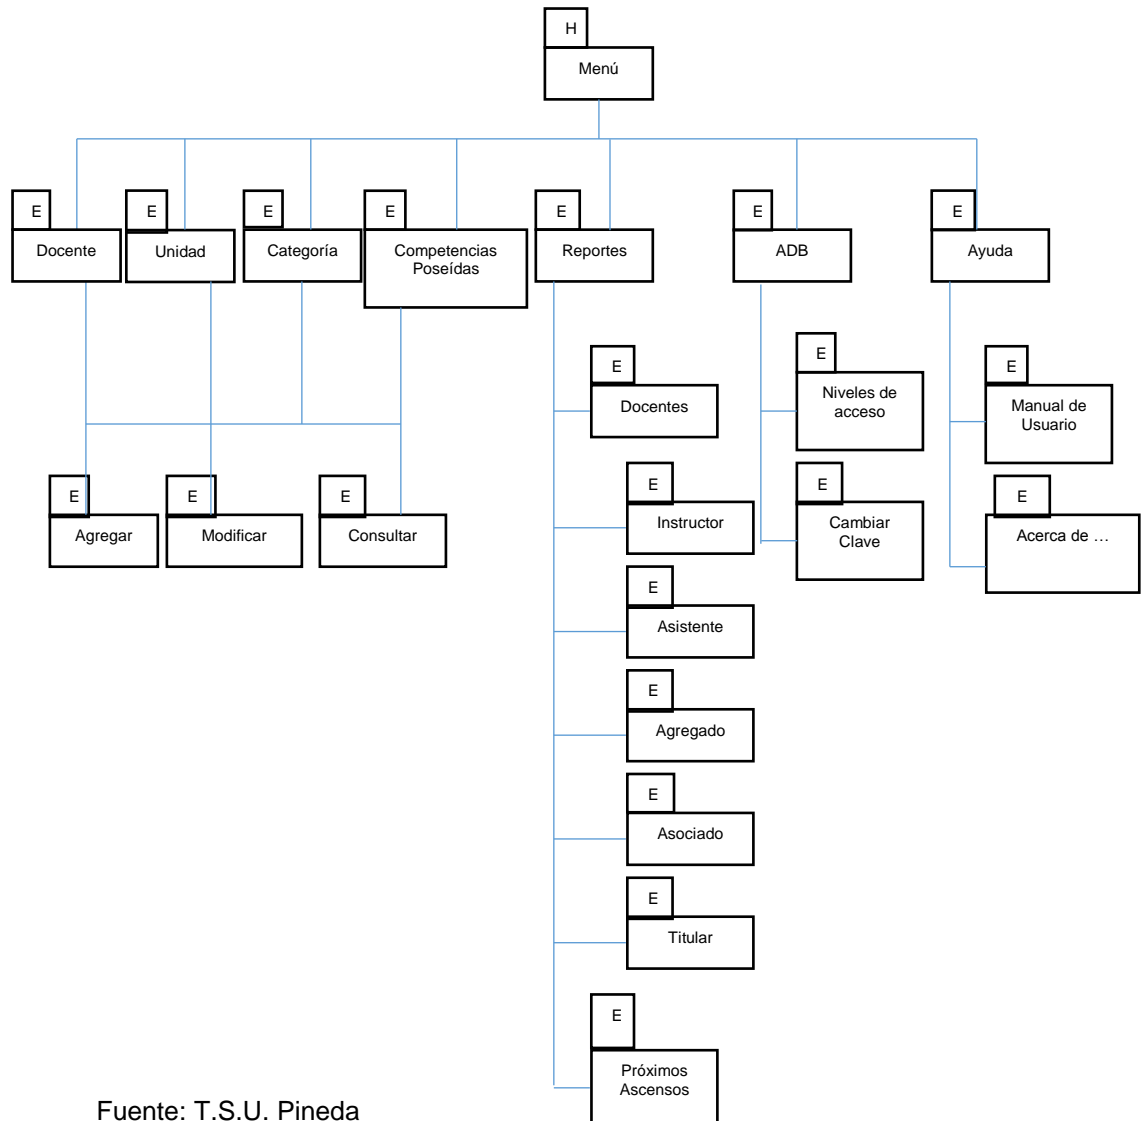 H
Menú
E
E
E
E
E
E
E
Docente
Unidad
Categoría
Competencias
Poseídas
Reportes
ADB
Ayuda
E
Agregar
E
Modificar
E
Consultar
E
Docentes
E
Instructor
E
Asistente
E
Agregado
E
Asociado
E
Titular
E
Próximos
Ascensos
E
Niveles de
acceso
E
Cambiar
Clave
E
Manual de
Usuario
E
Acerca de …
Fuente: T.S.U. Pineda